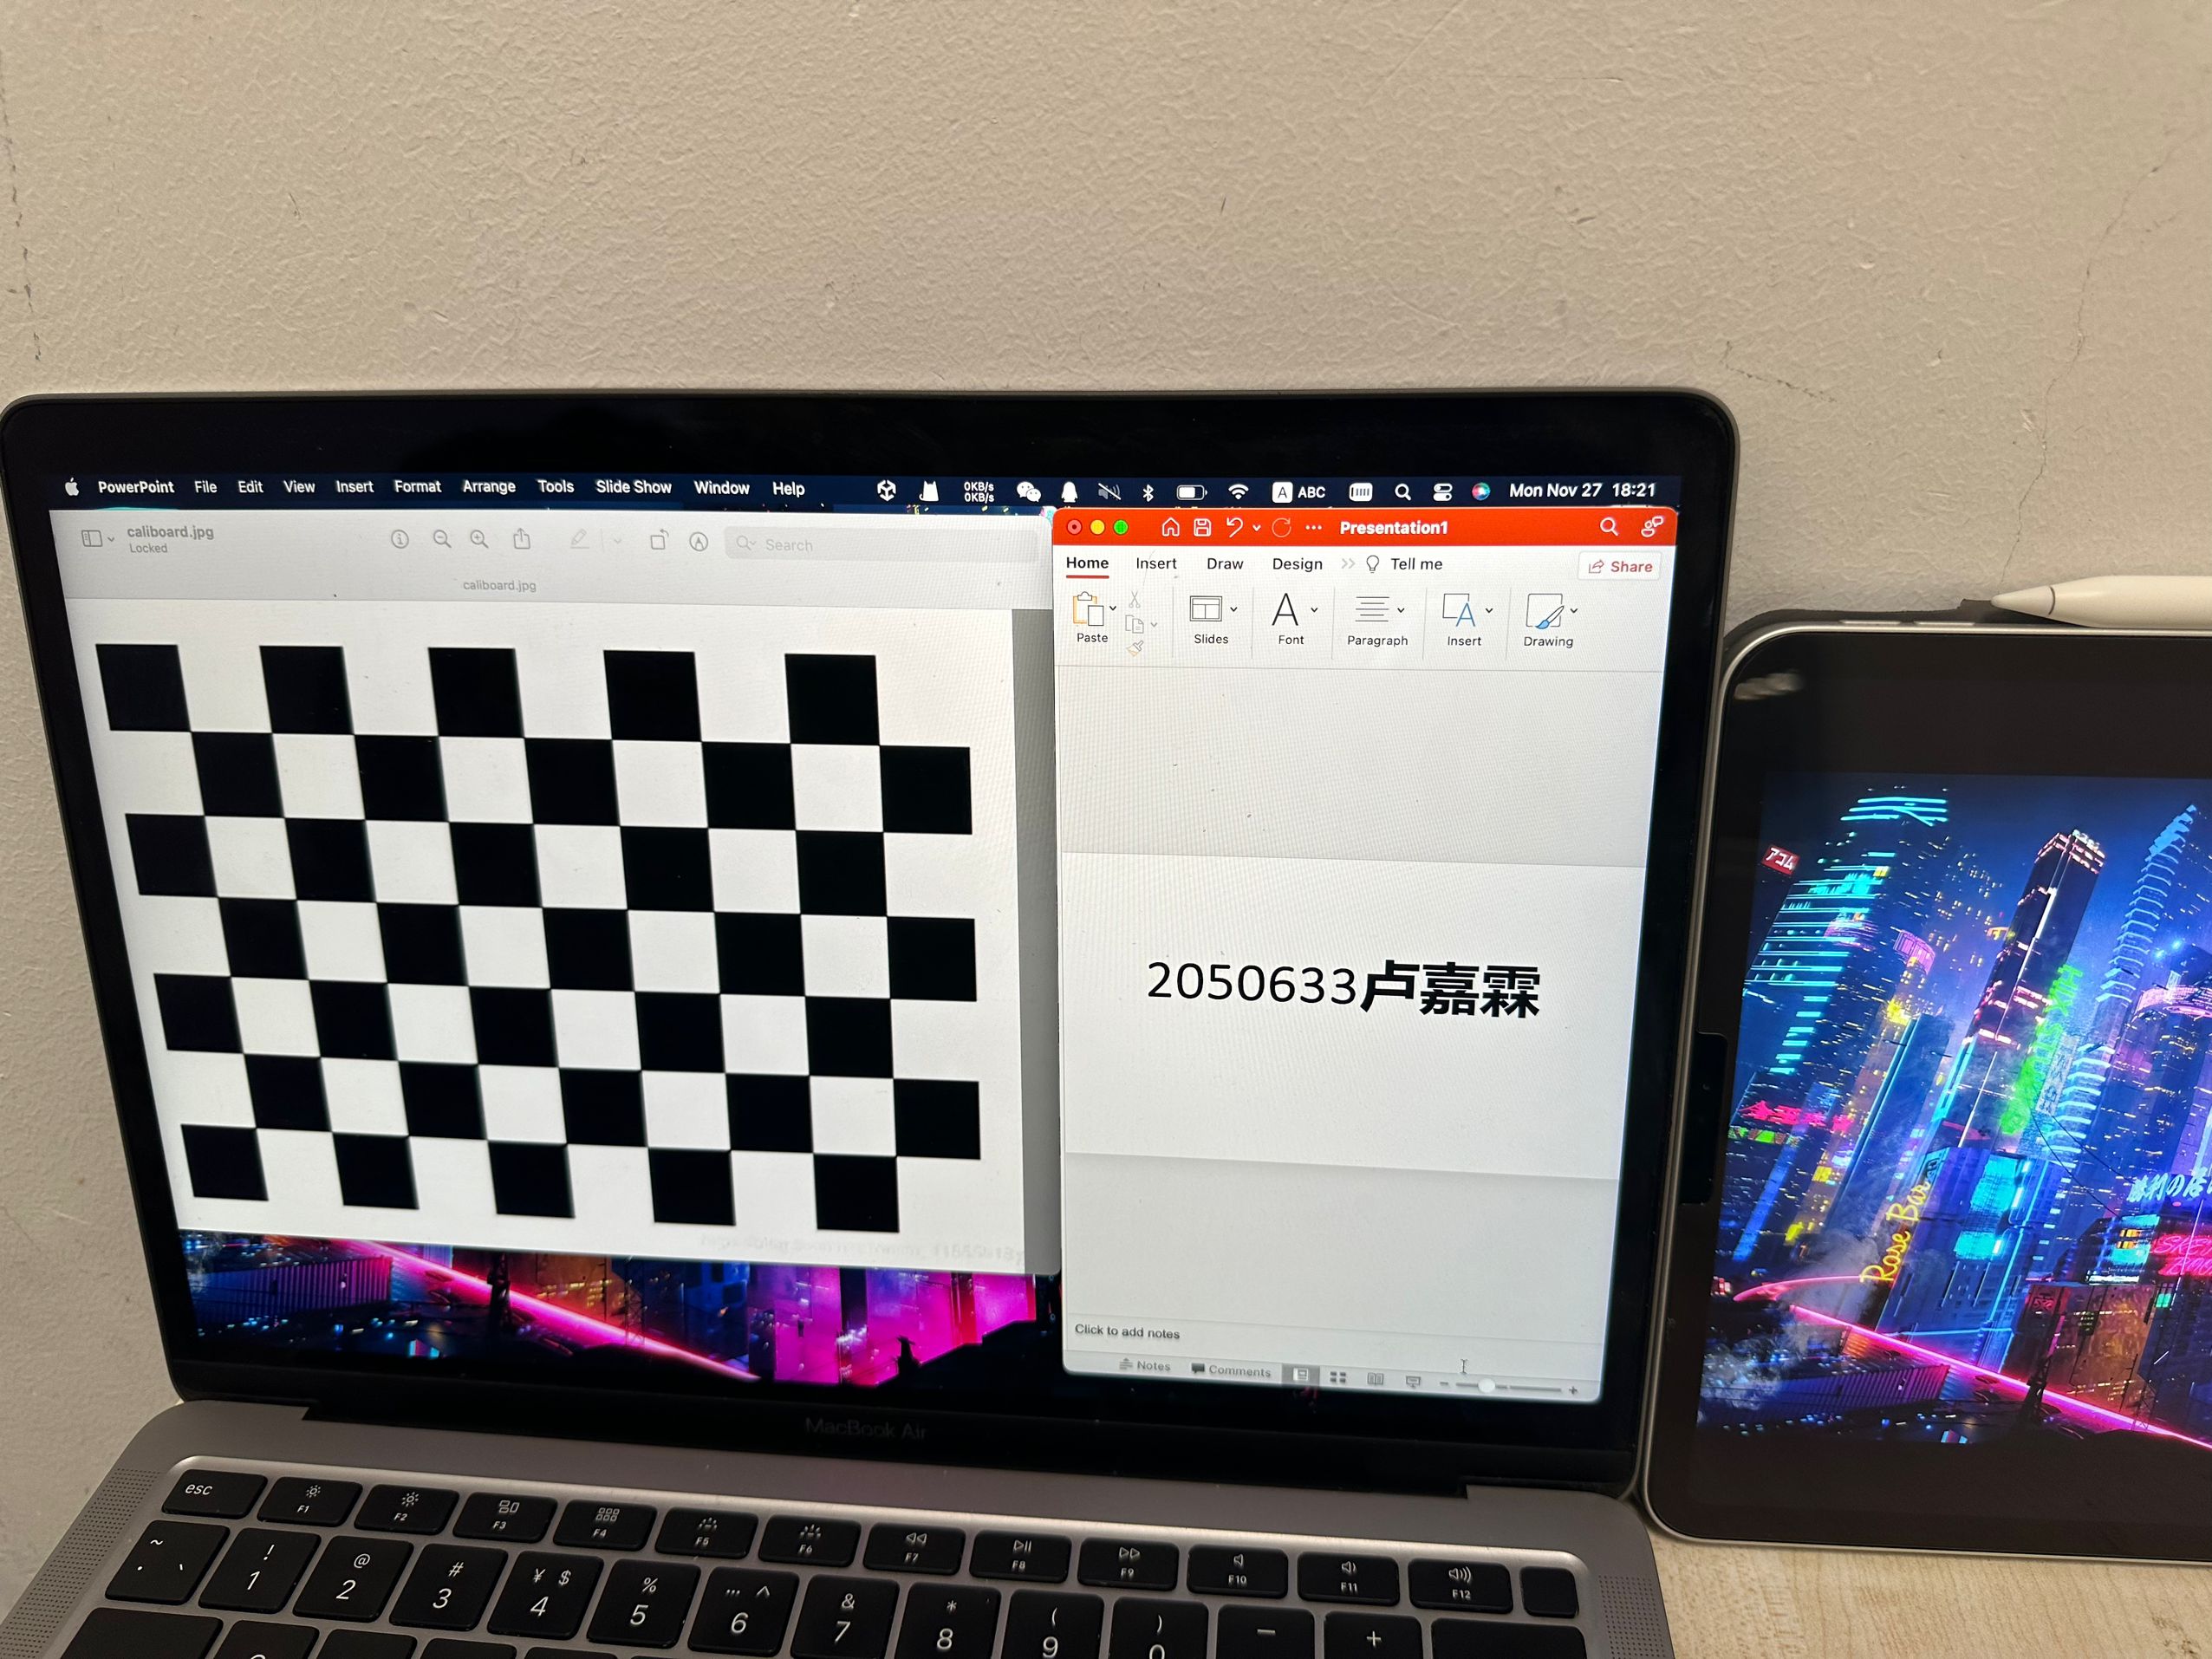 PowerPoint File Edit View Insert Format Arrange Tools Slide Show Window Help 0KB/s 0KB/s A ABC Mon Nov 27 18:21
caliboard.jpg
Locked
Search
caliboard.jpg
Presentation1
Home Insert Draw Design Tell me Share
Paste Slides Font Paragraph Insert Drawing
2050633卢嘉霖
Click to add notes
Notes Comments
MacBook Air
アコム
Rose Bar
esc F1 F2 F3 F4 F5 F6 F7 F8 F9 F10 F11 F12
~ ! @ # ¥ $ % … ^ & * ( ) − +
· ` 1 2 3 4 5 6 7 8 9 0